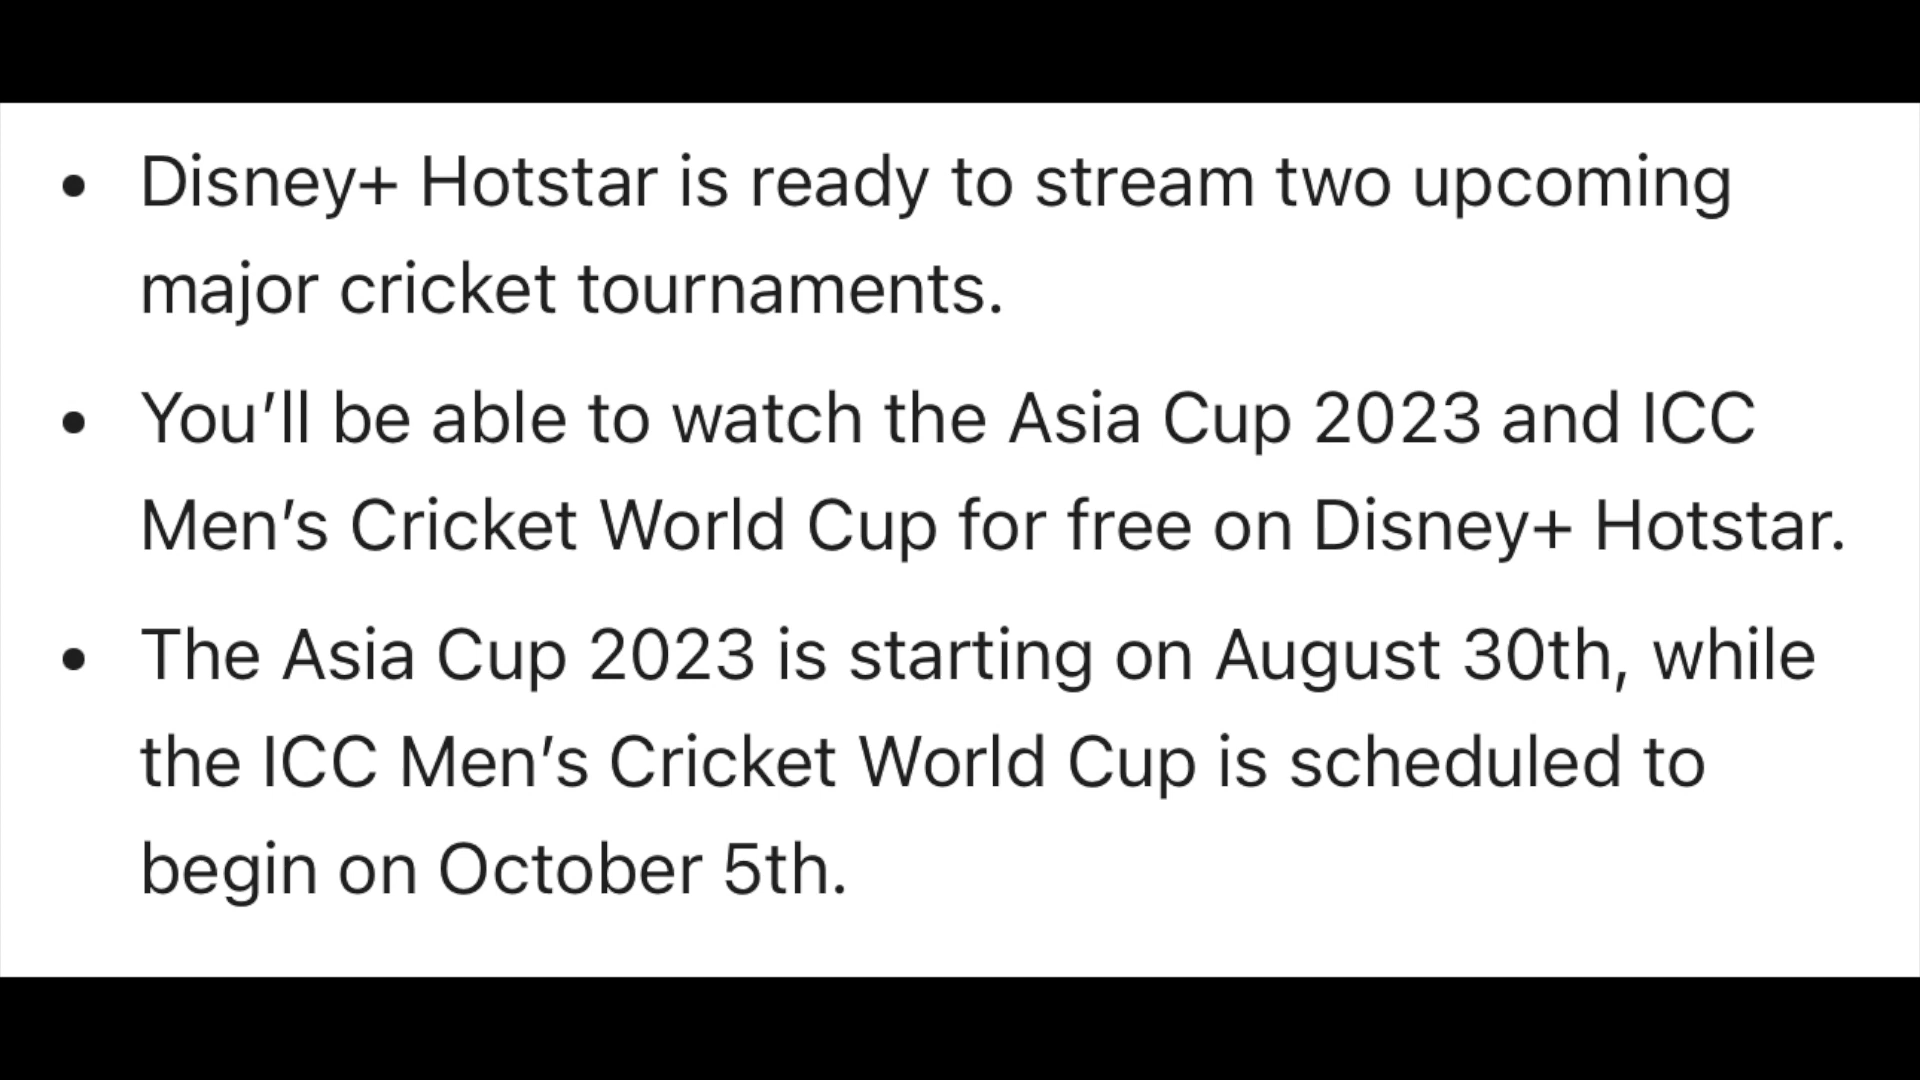 • Disney+ Hotstar is ready to stream two upcoming
major cricket tournaments.
• You’ll be able to watch the Asia Cup 2023 and ICC
Men’s Cricket World Cup for free on Disney+ Hotstar.
• The Asia Cup 2023 is starting on August 30th, while
the ICC Men’s Cricket World Cup is scheduled to
begin on October 5th.